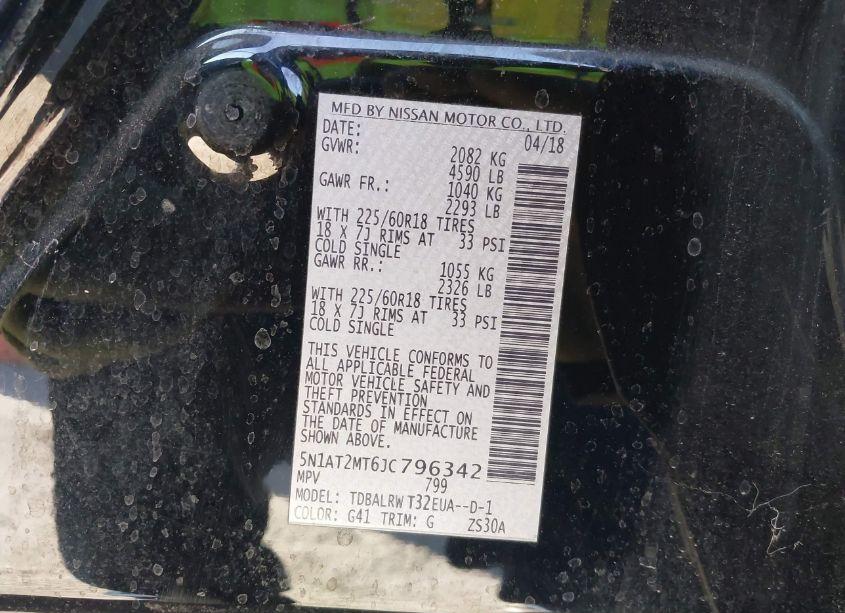 MFD BY NISSAN MOTOR CO., LTD.
DATE: 04/18
GVWR: 2082 KG
4590 LB
GAWR FR.: 1040 KG
2293 LB
WITH 225/60R18 TIRES
18 X 7J RIMS AT 33 PSI
COLD SINGLE
GAWR RR.: 1055 KG
2326 LB
WITH 225/60R18 TIRES
18 X 7J RIMS AT 33 PSI
COLD SINGLE
THIS VEHICLE CONFORMS TO
ALL APPLICABLE FEDERAL
MOTOR VEHICLE SAFETY AND
THEFT PREVENTION
STANDARDS IN EFFECT ON
THE DATE OF MANUFACTURE
SHOWN ABOVE.
5N1AT2MT6JC796342
MPV 799
MODEL: TDBALRW T32EUA--D-1
COLOR: G41 TRIM: G ZS30A